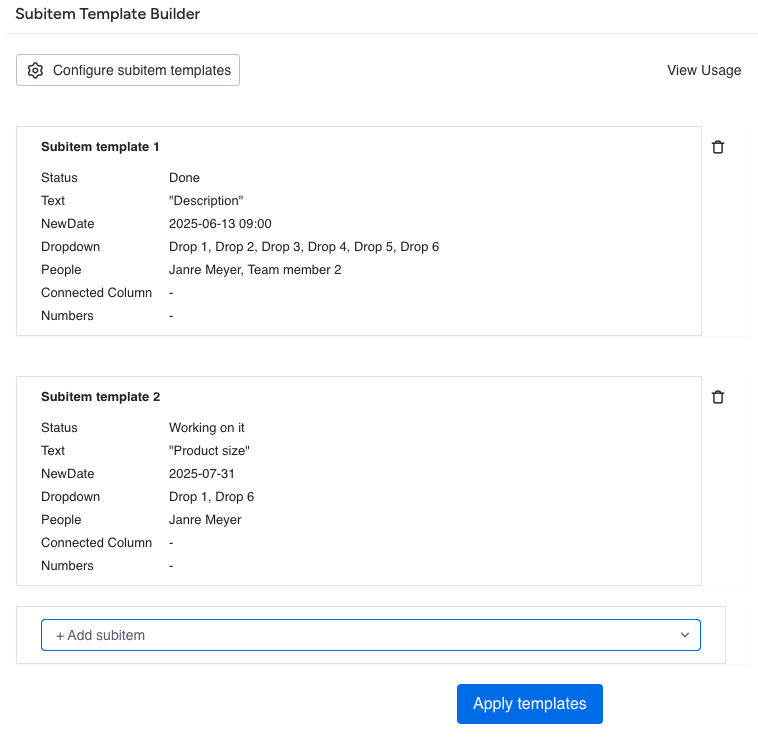 Subitem Template Builder
Configure subitem templates
View Usage
Subitem template 1
Status Done
Text "Description"
NewDate 2025-06-13 09:00
Dropdown Drop 1, Drop 2, Drop 3, Drop 4, Drop 5, Drop 6
People Janre Meyer, Team member 2
Connected Column -
Numbers -
Subitem template 2
Status Working on it
Text "Product size"
NewDate 2025-07-31
Dropdown Drop 1, Drop 6
People Janre Meyer
Connected Column -
Numbers -
+ Add subitem
Apply templates